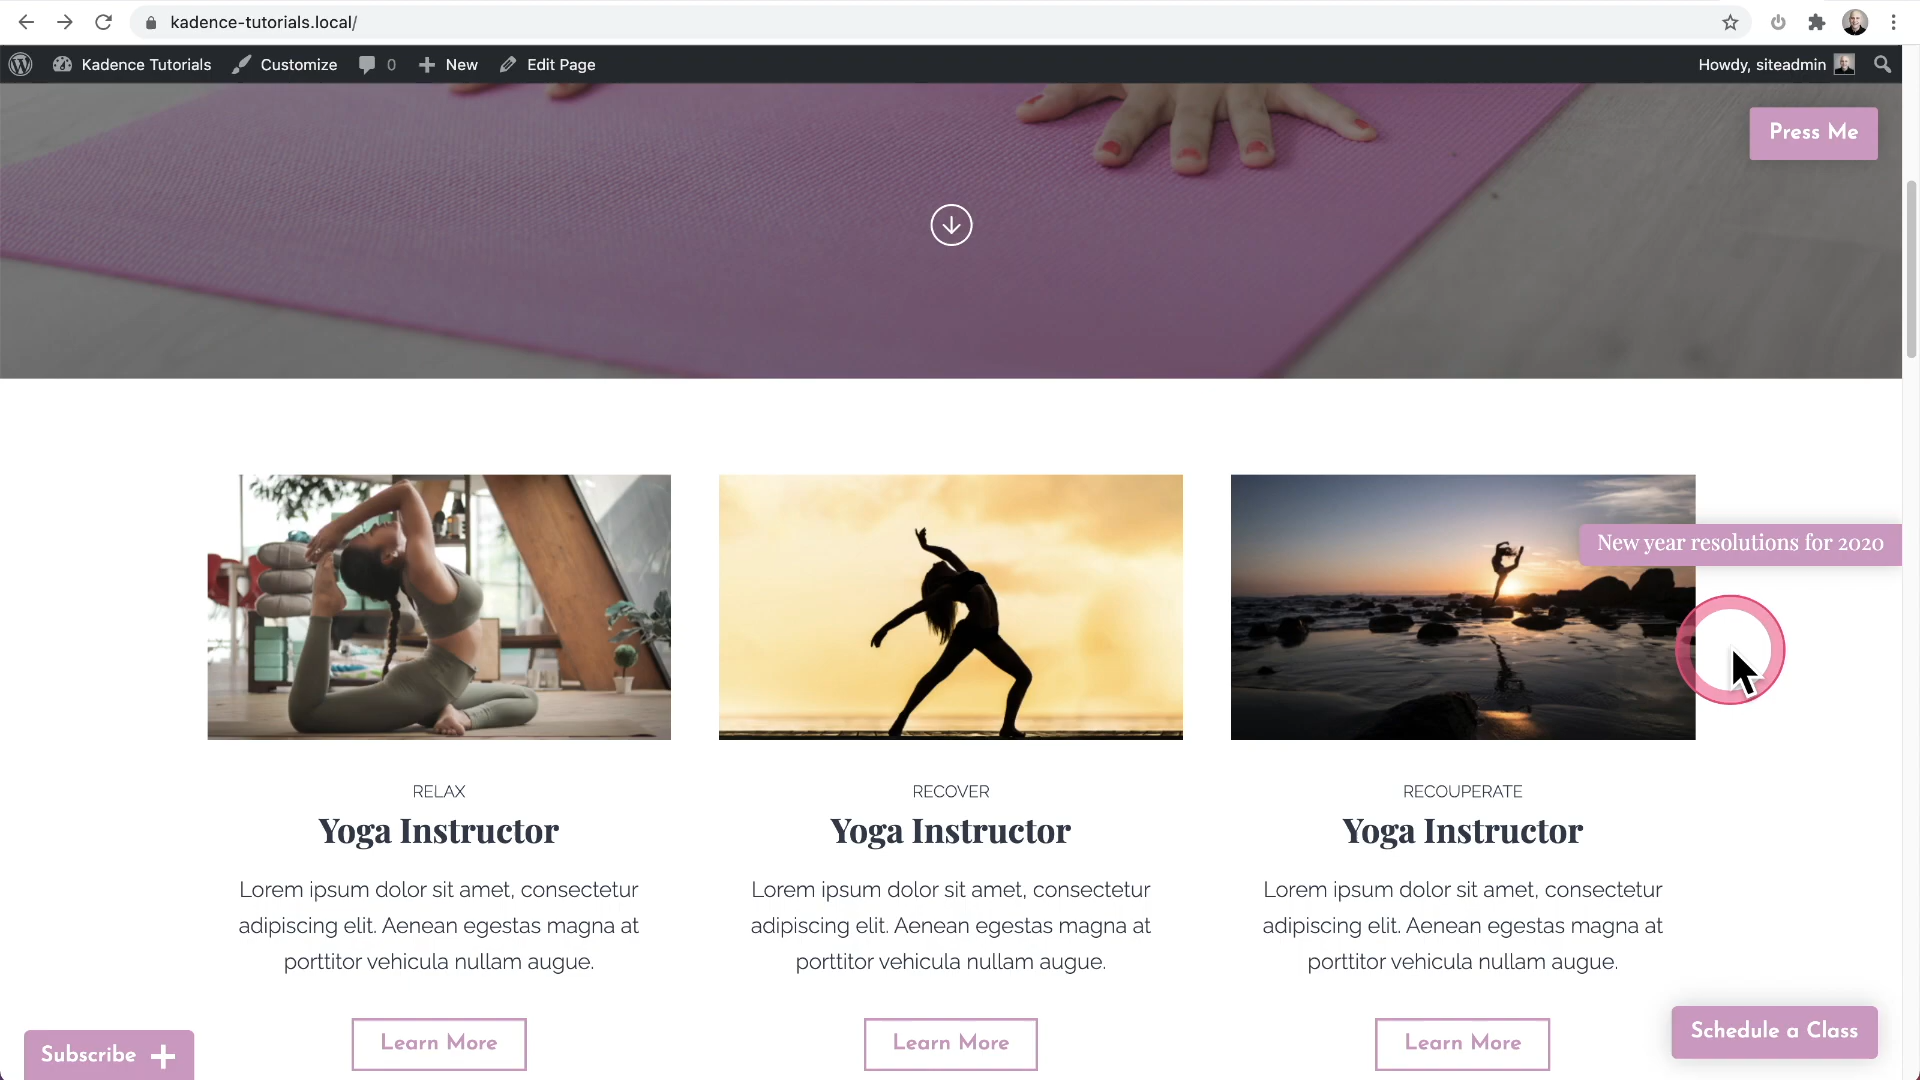 kadence-tutorials.local/
Kadence Tutorials Customize 0 New Edit Page Howdy, siteadmin
Press Me
New year resolutions for 2020
RELAX
Yoga Instructor
Lorem ipsum dolor sit amet, consectetur
adipiscing elit. Aenean egestas magna at
porttitor vehicula nullam augue.
Learn More
RECOVER
Yoga Instructor
Lorem ipsum dolor sit amet, consectetur
adipiscing elit. Aenean egestas magna at
porttitor vehicula nullam augue.
Learn More
RECOUPERATE
Yoga Instructor
Lorem ipsum dolor sit amet, consectetur
adipiscing elit. Aenean egestas magna at
porttitor vehicula nullam augue.
Learn More
Subscribe
Schedule a Class